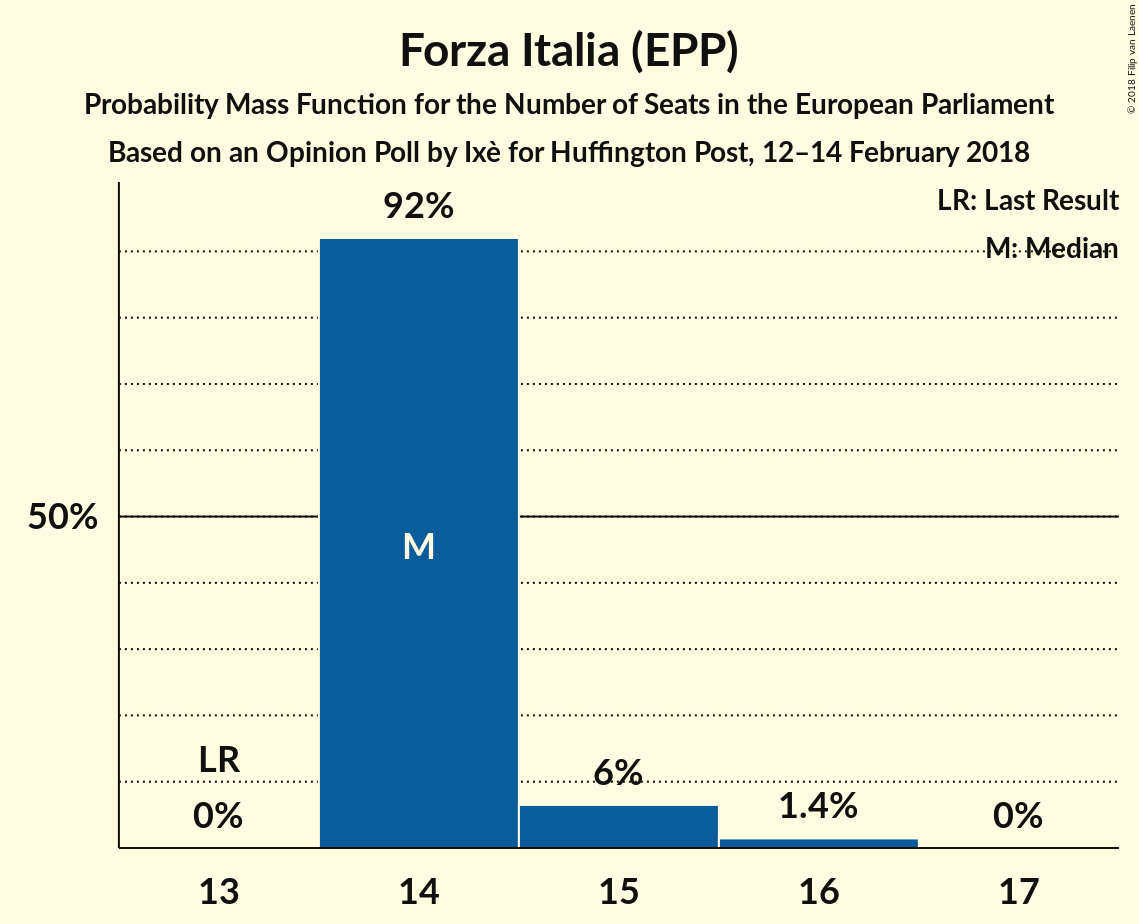 Forza Italia (EPP)
Probability Mass Function for the Number of Seats in the European Parliament
Based on an Opinion Poll by Ixè for Huffington Post, 12–14 February 2018
© 2018 Filip van Laenen
LR: Last Result
M: Median
92%
50%
M
LR
0%
6%
1.4%
0%
13
14
15
16
17